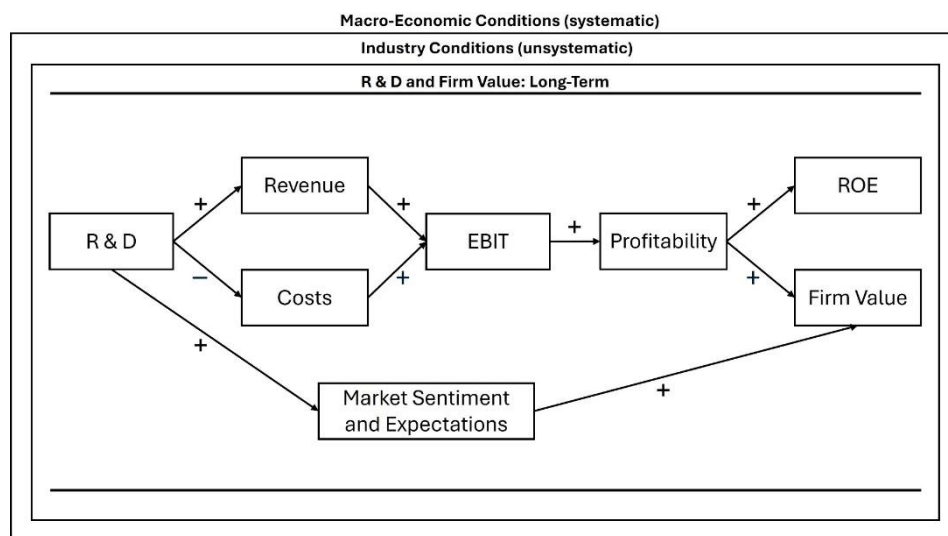 Macro-Economic Conditions (systematic)
Industry Conditions (unsystematic)
R & D and Firm Value: Long-Term
Revenue
ROE
+
+
+
R & D
EBIT
+
Profitability
−
+
+
Costs
Firm Value
+
Market Sentiment
and Expectations
+